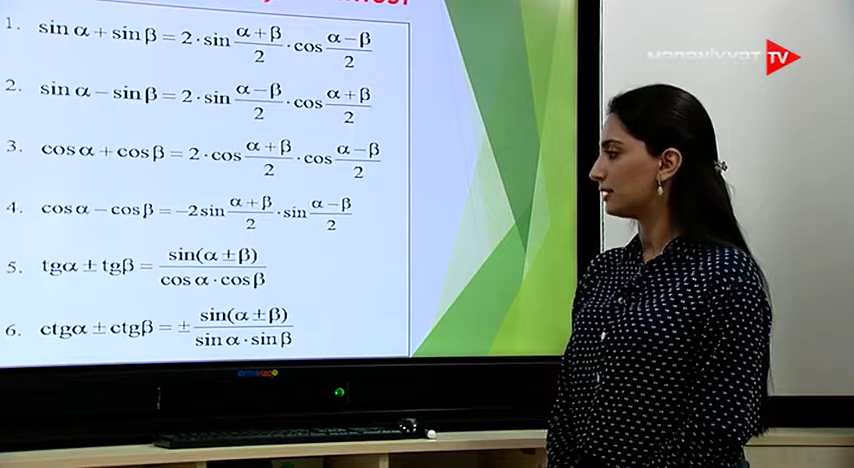 1. sin α + sin β = 2 · sin (α + β)/2 · cos (α − β)/2
2. sin α − sin β = 2 · sin (α − β)/2 · cos (α + β)/2
3. cos α + cos β = 2 · cos (α + β)/2 · cos (α − β)/2
4. cos α − cos β = −2 sin (α + β)/2 · sin (α − β)/2
5. tgα ± tgβ = sin(α ± β)/(cos α · cos β)
6. ctgα ± ctgβ = ± sin(α ± β)/(sin α · sin β)
MƏDƏNİYYƏT TV